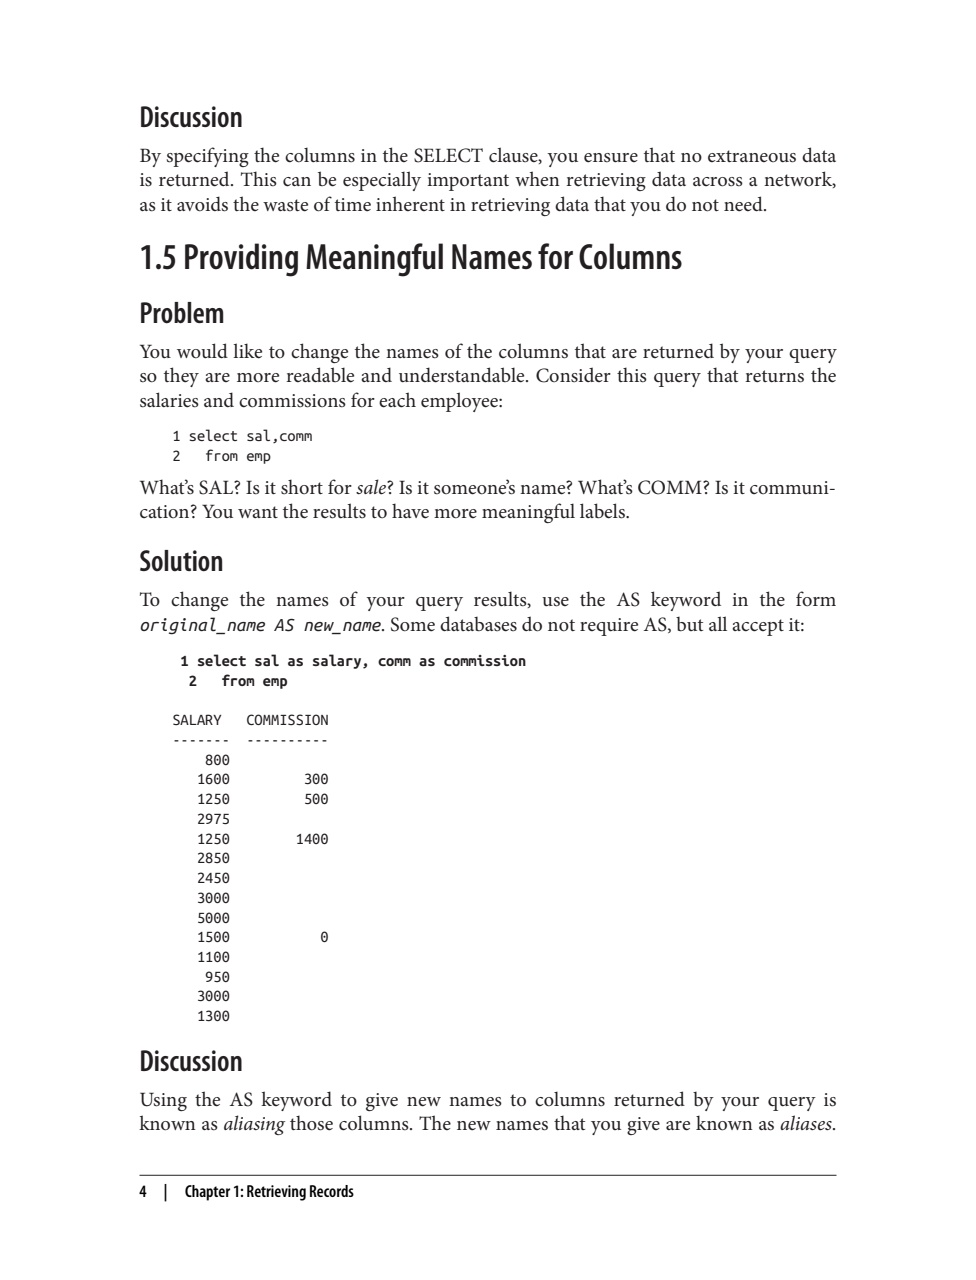 Discussion
By specifying the columns in the SELECT clause, you ensure that no extraneous data
is returned. This can be especially important when retrieving data across a network,
as it avoids the waste of time inherent in retrieving data that you do not need.
1.5 Providing Meaningful Names for Columns
Problem
You would like to change the names of the columns that are returned by your query
so they are more readable and understandable. Consider this query that returns the
salaries and commissions for each employee:
1 select sal,comm
2   from emp
What’s SAL? Is it short for sale? Is it someone’s name? What’s COMM? Is it communi-
cation? You want the results to have more meaningful labels.
Solution
To change the names of your query results, use the AS keyword in the form
original_name AS new_name. Some databases do not require AS, but all accept it:
1 select sal as salary, comm as commission
2   from emp
SALARY   COMMISSION
-------  ----------
800
1600         300
1250         500
2975
1250        1400
2850
2450
3000
5000
1500           0
1100
950
3000
1300
Discussion
Using the AS keyword to give new names to columns returned by your query is
known as aliasing those columns. The new names that you give are known as aliases.
4 | Chapter 1: Retrieving Records